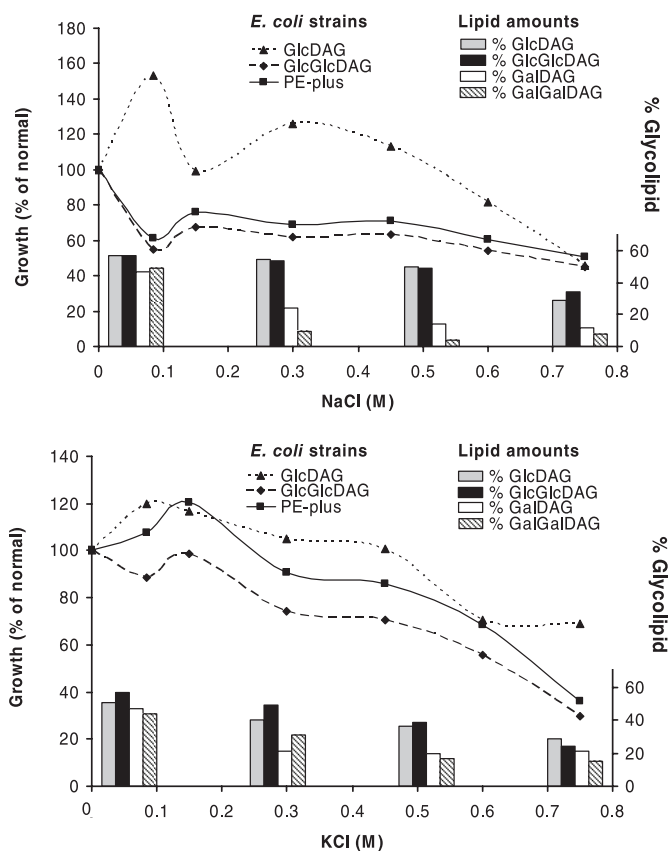 E. coli strains
GlcDAG
GlcGlcDAG
PE-plus
Lipid amounts
% GlcDAG
% GlcGlcDAG
% GalDAG
% GalGalDAG
Growth (% of normal)
180
160
140
120
100
80
60
40
20
0
% Glycolipid
60
40
20
0
0 0.1 0.2 0.3 0.4 0.5 0.6 0.7 0.8
NaCl (M)
E. coli strains
GlcDAG
GlcGlcDAG
PE-plus
Lipid amounts
% GlcDAG
% GlcGlcDAG
% GalDAG
% GalGalDAG
Growth (% of normal)
140
120
100
80
60
40
20
0
% Glycolipid
60
40
20
0
0 0.1 0.2 0.3 0.4 0.5 0.6 0.7 0.8
KCl (M)